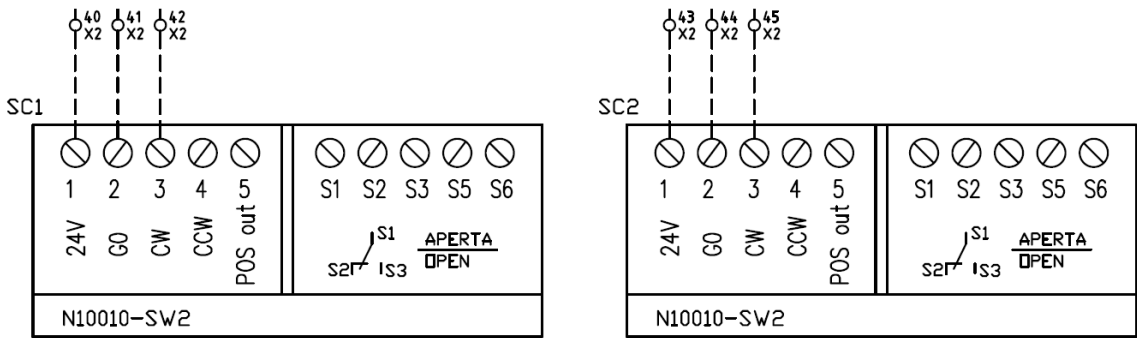 40 41 42 43 44 45
X2 X2 X2 X2 X2 X2
SC1 SC2
1 2 3 4 5 S1 S2 S3 S5 S6 1 2 3 4 5 S1 S2 S3 S5 S6
24V G0 CW CCW POS out 24V G0 CW CCW POS out
S1 APERTA S1 APERTA
S2 S3 OPEN S2 S3 OPEN
N10010-SW2 N10010-SW2